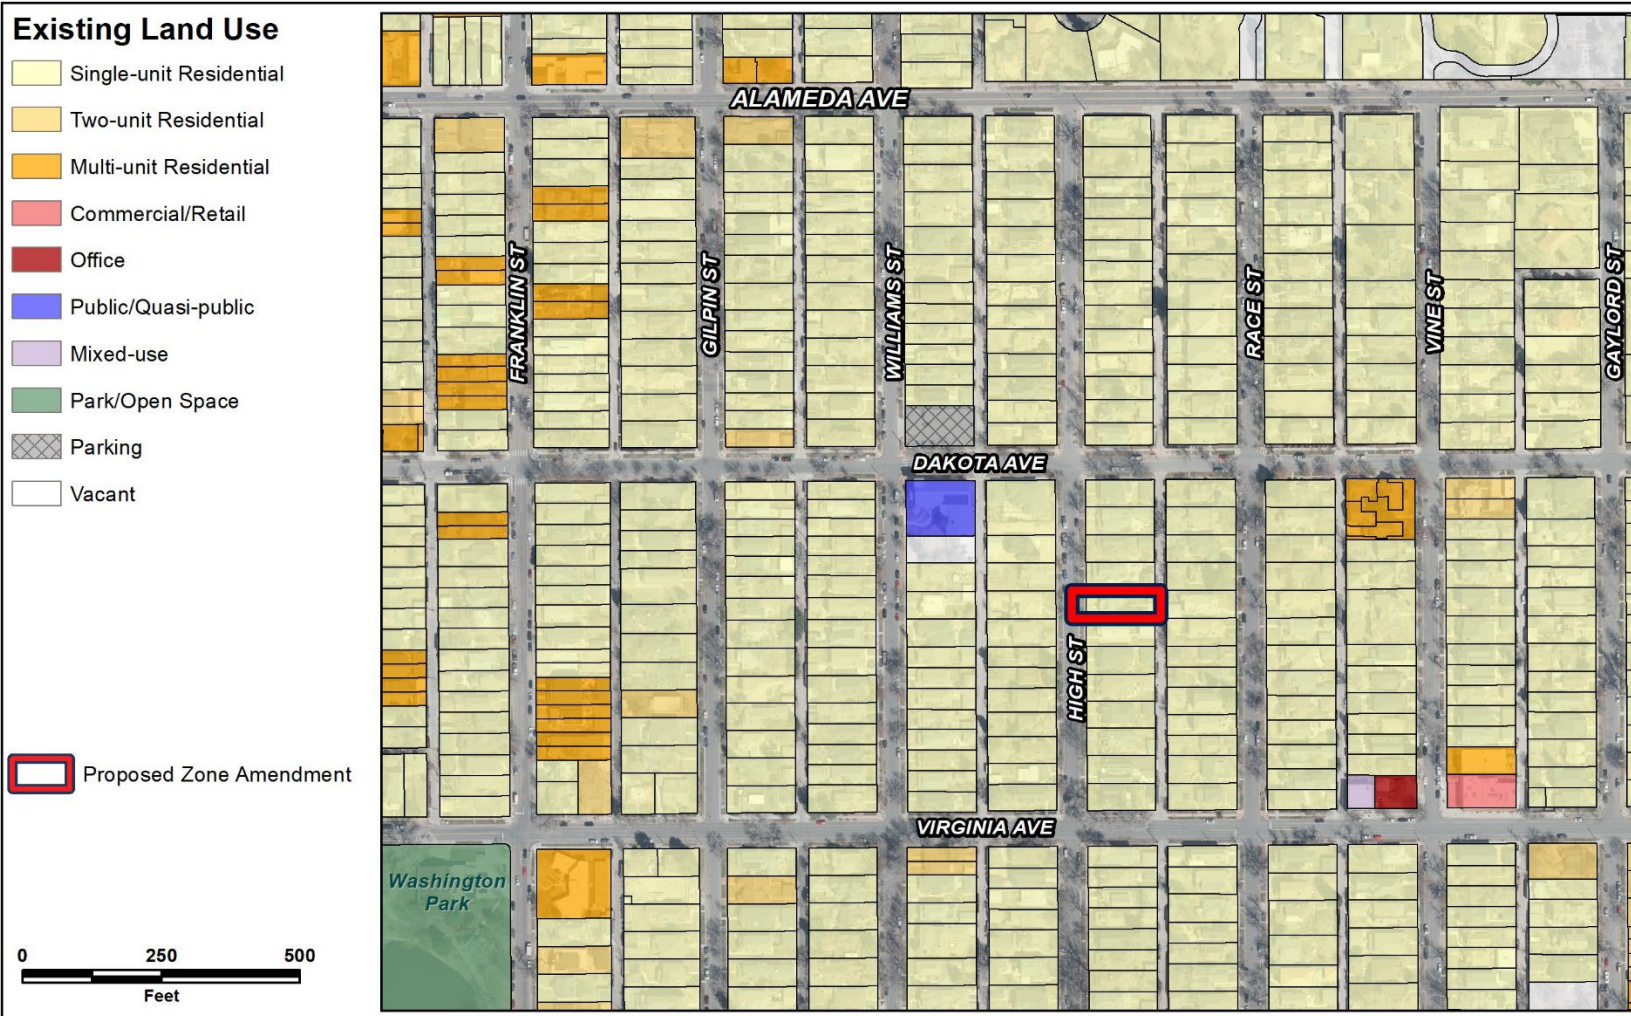 Existing Land Use
Single-unit Residential
Two-unit Residential
Multi-unit Residential
Commercial/Retail
Office
Public/Quasi-public
Mixed-use
Park/Open Space
Parking
Vacant
Proposed Zone Amendment
0 250 500
Feet
ALAMEDA AVE
FRANKLIN ST
GILPIN ST
WILLIAMS ST
RACE ST
VINE ST
GAYLORD ST
DAKOTA AVE
HIGH ST
VIRGINIA AVE
Washington
Park